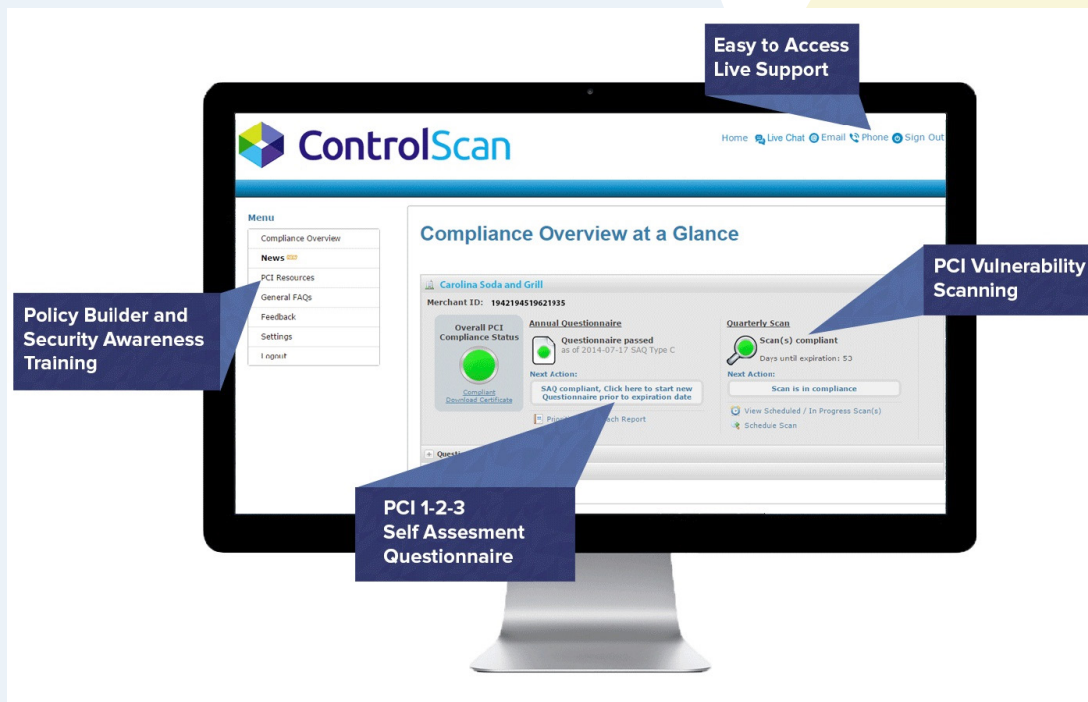 Easy to Access
Live Support
ControlScan
Home Live Chat Email Phone Sign Out
Menu
Compliance Overview
News
PCI Resources
General FAQs
Feedback
Settings
Logout
Compliance Overview at a Glance
Carolina Soda and Grill
Merchant ID: 1942194519621935
Overall PCI
Compliance Status
Compliant
Download Certificate
Annual Questionnaire
Questionnaire passed
as of 2014-07-17 SAQ Type C
Next Action:
SAQ compliant, Click here to start new
Questionnaire prior to expiration date
Report
Quarterly Scan
Scan(s) compliant
Days until expiration: 53
Next Action:
Scan is in compliance
View Scheduled / In Progress Scan(s)
Schedule Scan
PCI Vulnerability
Scanning
Policy Builder and
Security Awareness
Training
PCI 1-2-3
Self Assesment
Questionnaire